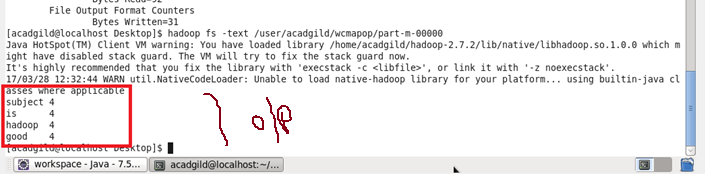 File Output Format Counters
Bytes Written=31
[acadgild@localhost Desktop]$ hadoop fs -text /user/acadgild/wcmapop/part-m-00000
Java HotSpot(TM) Client VM warning: You have loaded library /home/acadgild/hadoop-2.7.2/lib/native/libhadoop.so.1.0.0 which m
ight have disabled stack guard. The VM will try to fix the stack guard now.
It's highly recommended that you fix the library with 'execstack -c <libfile>', or link it with '-z noexecstack'.
17/03/28 12:32:44 WARN util.NativeCodeLoader: Unable to load native-hadoop library for your platform... using builtin-java cl
asses where applicable
subject 4
is 4
hadoop 4
good 4
o/p
[acadgild@localhost Desktop]$
workspace - Java - 7.5... acadgild@localhost:~/...